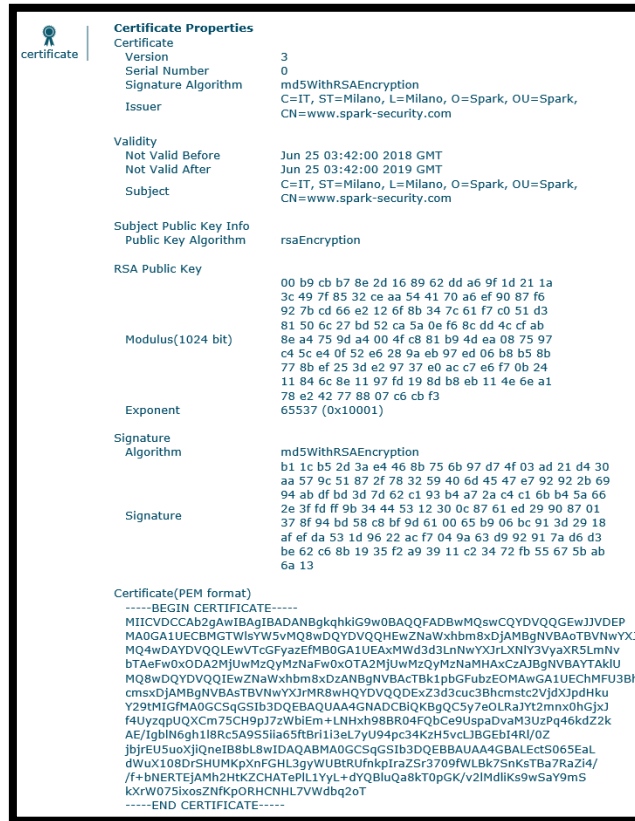 certificate
Certificate Properties
Certificate
Version 3
Serial Number 0
Signature Algorithm md5WithRSAEncryption
Issuer C=IT, ST=Milano, L=Milano, O=Spark, OU=Spark,
CN=www.spark-security.com
Validity
Not Valid Before Jun 25 03:42:00 2018 GMT
Not Valid After Jun 25 03:42:00 2019 GMT
Subject C=IT, ST=Milano, L=Milano, O=Spark, OU=Spark,
CN=www.spark-security.com
Subject Public Key Info
Public Key Algorithm rsaEncryption
RSA Public Key
00 b9 cb b7 8e 2d 16 89 62 dd a6 9f 1d 21 1a
3c 49 7f 85 32 ce aa 54 41 70 a6 ef 90 87 f6
92 7b cd 66 e2 12 6f 8b 34 7c 61 f7 c0 51 d3
81 50 6c 27 bd 52 ca 5a 0e f6 8c dd 4c cf ab
Modulus(1024 bit) 8e a4 75 9d a4 00 4f c8 81 b9 4d ea 08 75 97
c4 5c e4 0f 52 e6 28 9a eb 97 ed 06 b8 b5 8b
77 8b ef 25 3d e2 97 37 e0 ac c7 e6 f7 0b 24
11 84 6c 8e 11 97 fd 19 8d b8 eb 11 4e 6e a1
78 e2 42 77 88 07 c6 cb f3
Exponent 65537 (0x10001)
Signature
Algorithm md5WithRSAEncryption
b1 1c b5 2d 3a e4 46 8b 75 6b 97 d7 4f 03 ad 21 d4 30
aa 57 9c 51 87 2f 78 32 59 40 6d 45 47 e7 92 92 2b 69
94 ab df bd 3d 7d 62 c1 93 b4 a7 2a c4 c1 6b b4 5a 66
Signature 2e 3f fd ff 9b 34 44 53 12 30 0c 87 61 ed 29 90 87 01
37 8f 94 bd 58 c8 bf 9d 61 00 65 b9 06 bc 91 3d 29 18
af ef da 53 1d 96 22 ac f7 04 9a 63 d9 92 91 7a d6 d3
be 62 c6 8b 19 35 f2 a9 39 11 c2 34 72 fb 55 67 5b ab
6a 13
Certificate(PEM format)
-----BEGIN CERTIFICATE-----
MIICVDCCAb2gAwIBAgIBADANBgkqhkiG9w0BAQQFADBwMQswCQYDVQQGEwJJVDEP
MA0GA1UECBMGTWlsYW5vMQ8wDQYDVQQHEwZNaWxhbm8xDjAMBgNVBAoTBVNwYXJ
MQ4wDAYDVQQLEwVTcGFyazEfMB0GA1UEAxMWd3d3LnNwYXJrLXNlY3VyaXR5LmNv
bTAeFw0xODA2MjUwMzQyMzNaFw0xOTA2MjUwMzQyMzNaMHAxCzAJBgNVBAYTAklU
MQ8wDQYDVQQIEwZNaWxhbm8xDzANBgNVBAcTBk1pbGFubzEOMAwGA1UEChMFU3Bh
cmsxDjAMBgNVBAsTBVNwYXJrMR8wHQYDVQQDExZ3d3cuc3Bhcmstc2VjdXJpdHku
Y29tMIGfMA0GCSqGSIb3DQEBAQUAA4GNADCBiQKBgQC5y7eOLRaJYt2mnx0hGjxJ
f4UyzqpUQXCm75CH9pJ7zWbiEm+LNHxh98BR04FQbCe9UspaDvaM3UzPq46kdZ2k
AE/IgblN6gh1l8Rc5A9S5iia65ftBri1i3eL7yU94pc34KzH5vcLJBGEbI4Rl/0Z
jbjrEU5uoXjiQneIB8bL8wIDAQABMA0GCSqGSIb3DQEBBAUAA4GBALEctS065EaL
dWuX108DrSHUMKpXnFGHL3gyWUBtRUfnkpIraZSr3709fWLBk7SnKsTBa7RaZi4/
/f+bNERTEjAMh2HtKZCHATePlL1YyL+dYQBluQa8kT0pGK/v2lMdliKs9wSaY9mS
kXrW075ixosZNfKpORHCNHL7VWdbq2oT
-----END CERTIFICATE-----